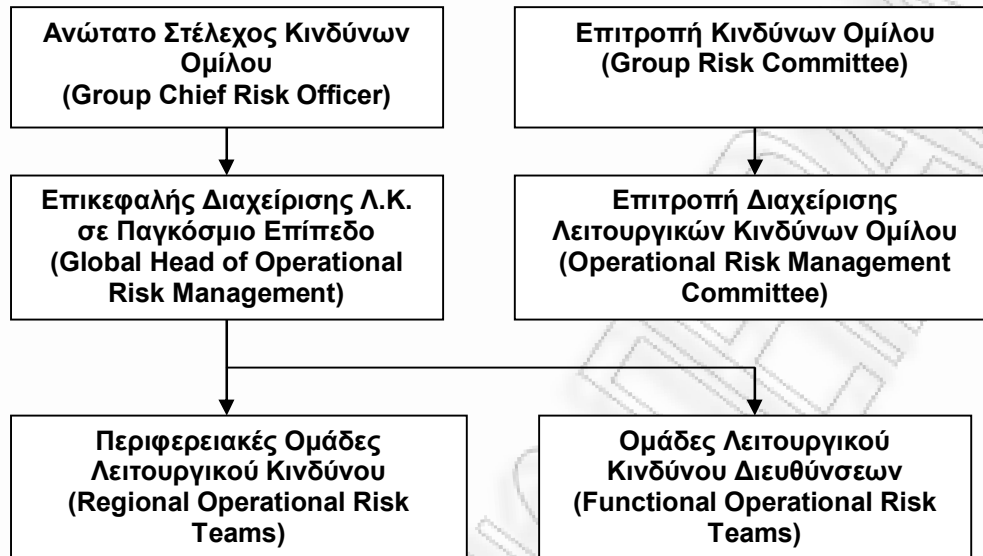 Ανώτατο Στέλεχος Κινδύνων
Ομίλου
(Group Chief Risk Officer)
Επιτροπή Κινδύνων Ομίλου
(Group Risk Committee)
Επικεφαλής Διαχείρισης Λ.Κ.
σε Παγκόσμιο Επίπεδο
(Global Head of Operational
Risk Management)
Επιτροπή Διαχείρισης
Λειτουργικών Κινδύνων Ομίλου
(Operational Risk Management
Committee)
Περιφερειακές Ομάδες
Λειτουργικού Κινδύνου
(Regional Operational Risk
Teams)
Ομάδες Λειτουργικού
Κινδύνου Διευθύνσεων
(Functional Operational Risk
Teams)